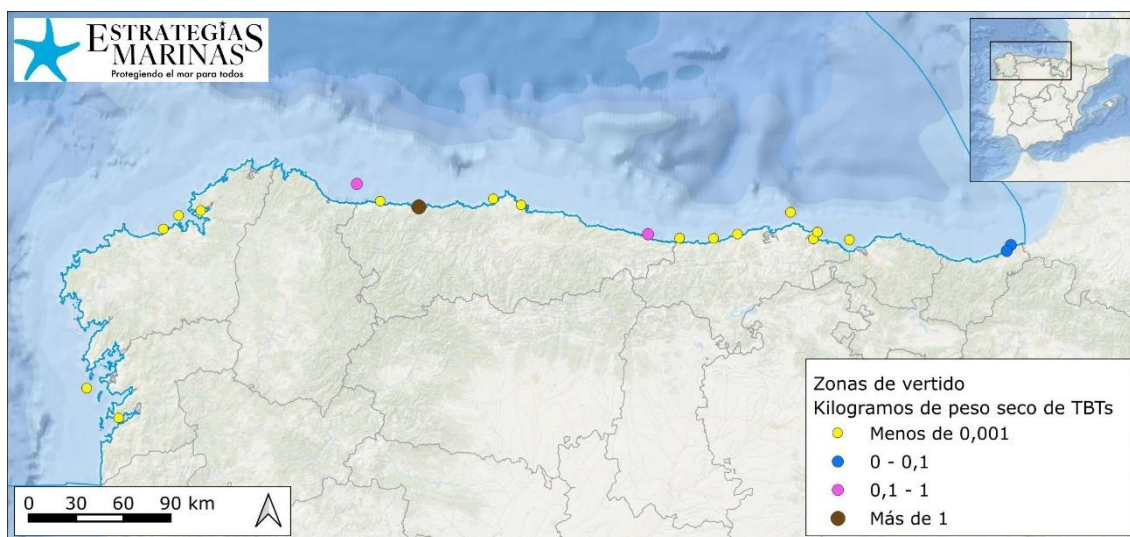 ESTRATEGIAS
MARINAS
Protegiendo el mar para todos
Zonas de vertido
Kilogramos de peso seco de TBTs
Menos de 0,001
0 - 0,1
0,1 - 1
Más de 1
0 30 60 90 km